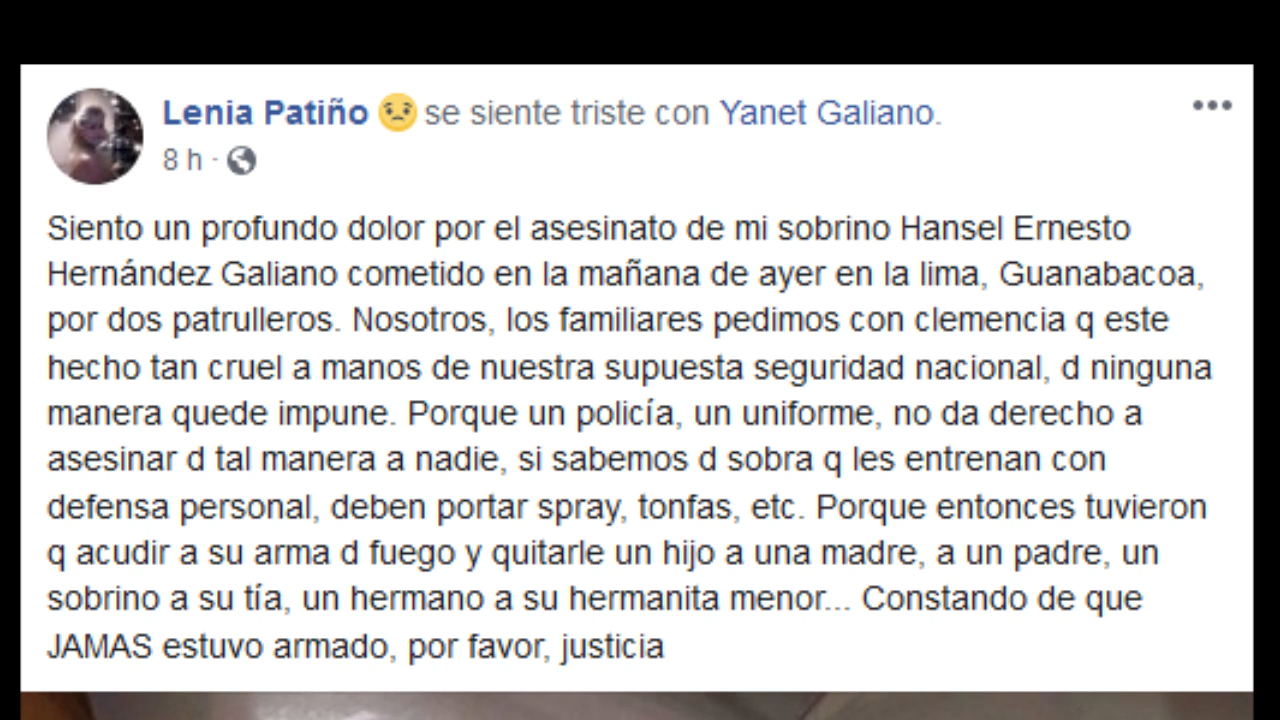 Lenia Patiño 😟 se siente triste con Yanet Galiano.
8 h ·
Siento un profundo dolor por el asesinato de mi sobrino Hansel Ernesto
Hernández Galiano cometido en la mañana de ayer en la lima, Guanabacoa,
por dos patrulleros. Nosotros, los familiares pedimos con clemencia q este
hecho tan cruel a manos de nuestra supuesta seguridad nacional, d ninguna
manera quede impune. Porque un policía, un uniforme, no da derecho a
asesinar d tal manera a nadie, si sabemos d sobra q les entrenan con
defensa personal, deben portar spray, tonfas, etc. Porque entonces tuvieron
q acudir a su arma d fuego y quitarle un hijo a una madre, a un padre, un
sobrino a su tía, un hermano a su hermanita menor... Constando de que
JAMAS estuvo armado, por favor, justicia